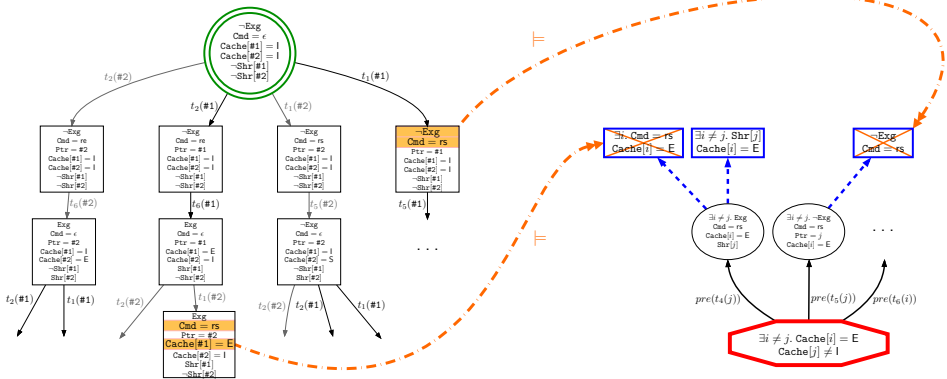 ¬Exg
Cmd = ϵ
Cache[#1] = I
Cache[#2] = I
¬Shr[#1]
¬Shr[#2]
⊨
t₂(#2)
t₂(#1)
t₁(#2)
t₁(#1)
¬Exg
Cmd = re
Ptr = #2
Cache[#1] = I
Cache[#2] = I
¬Shr[#1]
¬Shr[#2]
¬Exg
Cmd = re
Ptr = #1
Cache[#1] = I
Cache[#2] = I
¬Shr[#1]
¬Shr[#2]
¬Exg
Cmd = rs
Ptr = #2
Cache[#1] = I
Cache[#2] = I
¬Shr[#1]
¬Shr[#2]
¬Exg
Cmd = rs
Ptr = #1
Cache[#1] = I
Cache[#2] = I
¬Shr[#1]
¬Shr[#2]
∃i. Cmd = rs
Cache[i] = E
∃i ≠ j. Shr[j]
Cache[i] = E
¬Exg
Cmd = rs
t₆(#2)
t₆(#1)
t₅(#2)
t₅(#1)
Exg
Cmd = ϵ
Ptr = #2
Cache[#1] = I
Cache[#2] = E
¬Shr[#1]
Shr[#2]
Exg
Cmd = ϵ
Ptr = #1
Cache[#1] = E
Cache[#2] = I
Shr[#1]
¬Shr[#2]
¬Exg
Cmd = ϵ
Ptr = #2
Cache[#1] = I
Cache[#2] = S
¬Shr[#1]
Shr[#2]
. . .
⊨
∃i ≠ j. Exg
Cmd = rs
Cache[i] = E
Shr[j]
∃i ≠ j. ¬Exg
Cmd = rs
Ptr = j
Cache[i] = E
. . .
t₂(#1)
t₁(#1)
t₂(#2)
t₁(#2)
t₂(#2)
t₂(#1)
t₁(#1)
Exg
Cmd = rs
Ptr = #2
Cache[#1] = E
Cache[#2] = I
Shr[#1]
¬Shr[#2]
pre(t₄(j))
pre(t₅(j))
pre(t₆(i))
∃i ≠ j. Cache[i] = E
Cache[j] ≠ I